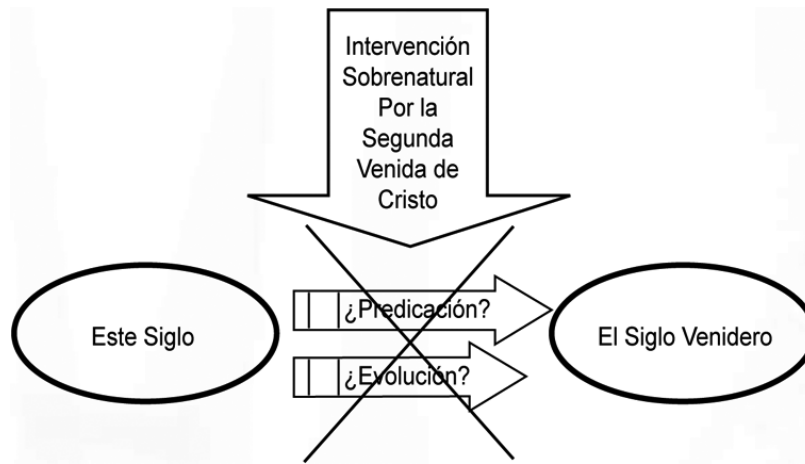 Intervención
Sobrenatural
Por la
Segunda
Venida de
Cristo
¿Predicación?
Este Siglo
El Siglo Venidero
¿Evolución?